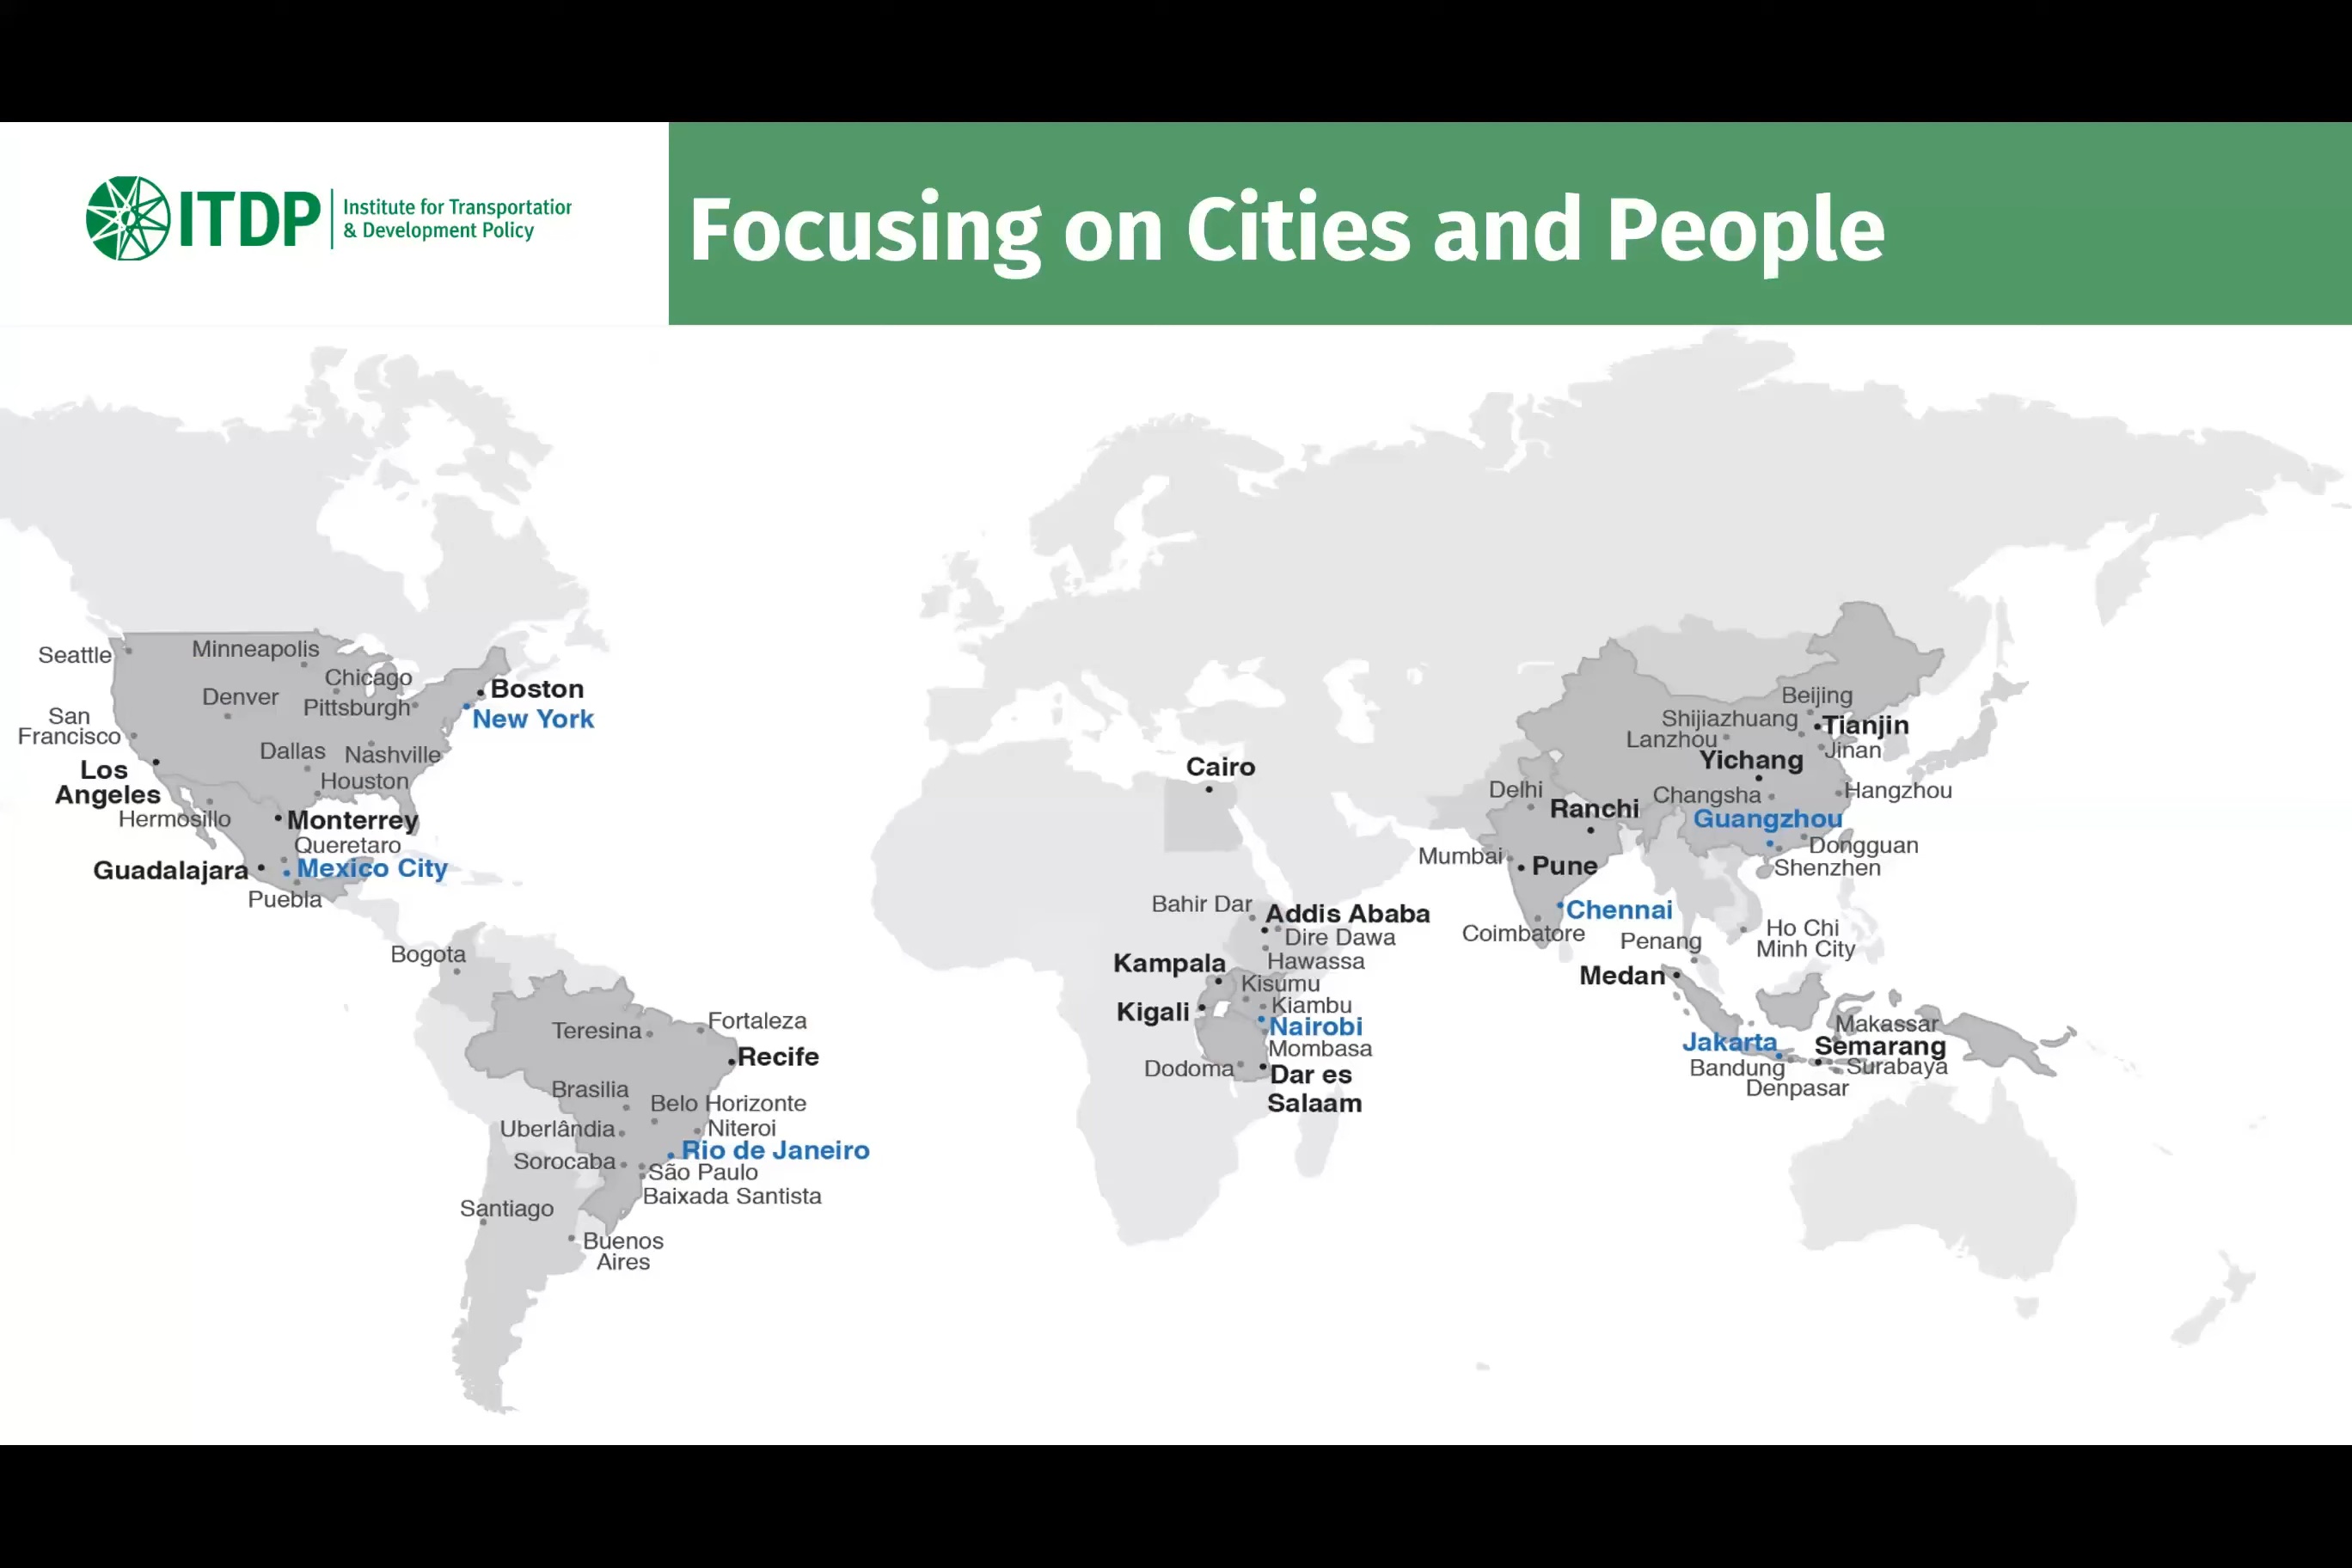 ITDP
Institute for Transportation
& Development Policy
Focusing on Cities and People
Seattle
Minneapolis
Chicago
Denver
Pittsburgh
Boston
New York
San
Francisco
Dallas
Nashville
Los
Angeles
Houston
Hermosillo
Monterrey
Queretaro
Guadalajara
Mexico City
Puebla
Bogota
Teresina
Fortaleza
Recife
Brasilia
Belo Horizonte
Uberlândia
Niteroi
Rio de Janeiro
Sorocaba
São Paulo
Baixada Santista
Santiago
Buenos
Aires
Cairo
Bahir Dar
Addis Ababa
Dire Dawa
Hawassa
Kampala
Kisumu
Kiambu
Kigali
Nairobi
Mombasa
Dodoma
Dar es
Salaam
Beijing
Shijiazhuang
Tianjin
Lanzhou
Jinan
Yichang
Delhi
Changsha
Hangzhou
Ranchi
Guangzhou
Dongguan
Mumbai
Pune
Shenzhen
Chennai
Coimbatore
Penang
Ho Chi
Minh City
Medan
Makassar
Jakarta
Semarang
Bandung
Surabaya
Denpasar